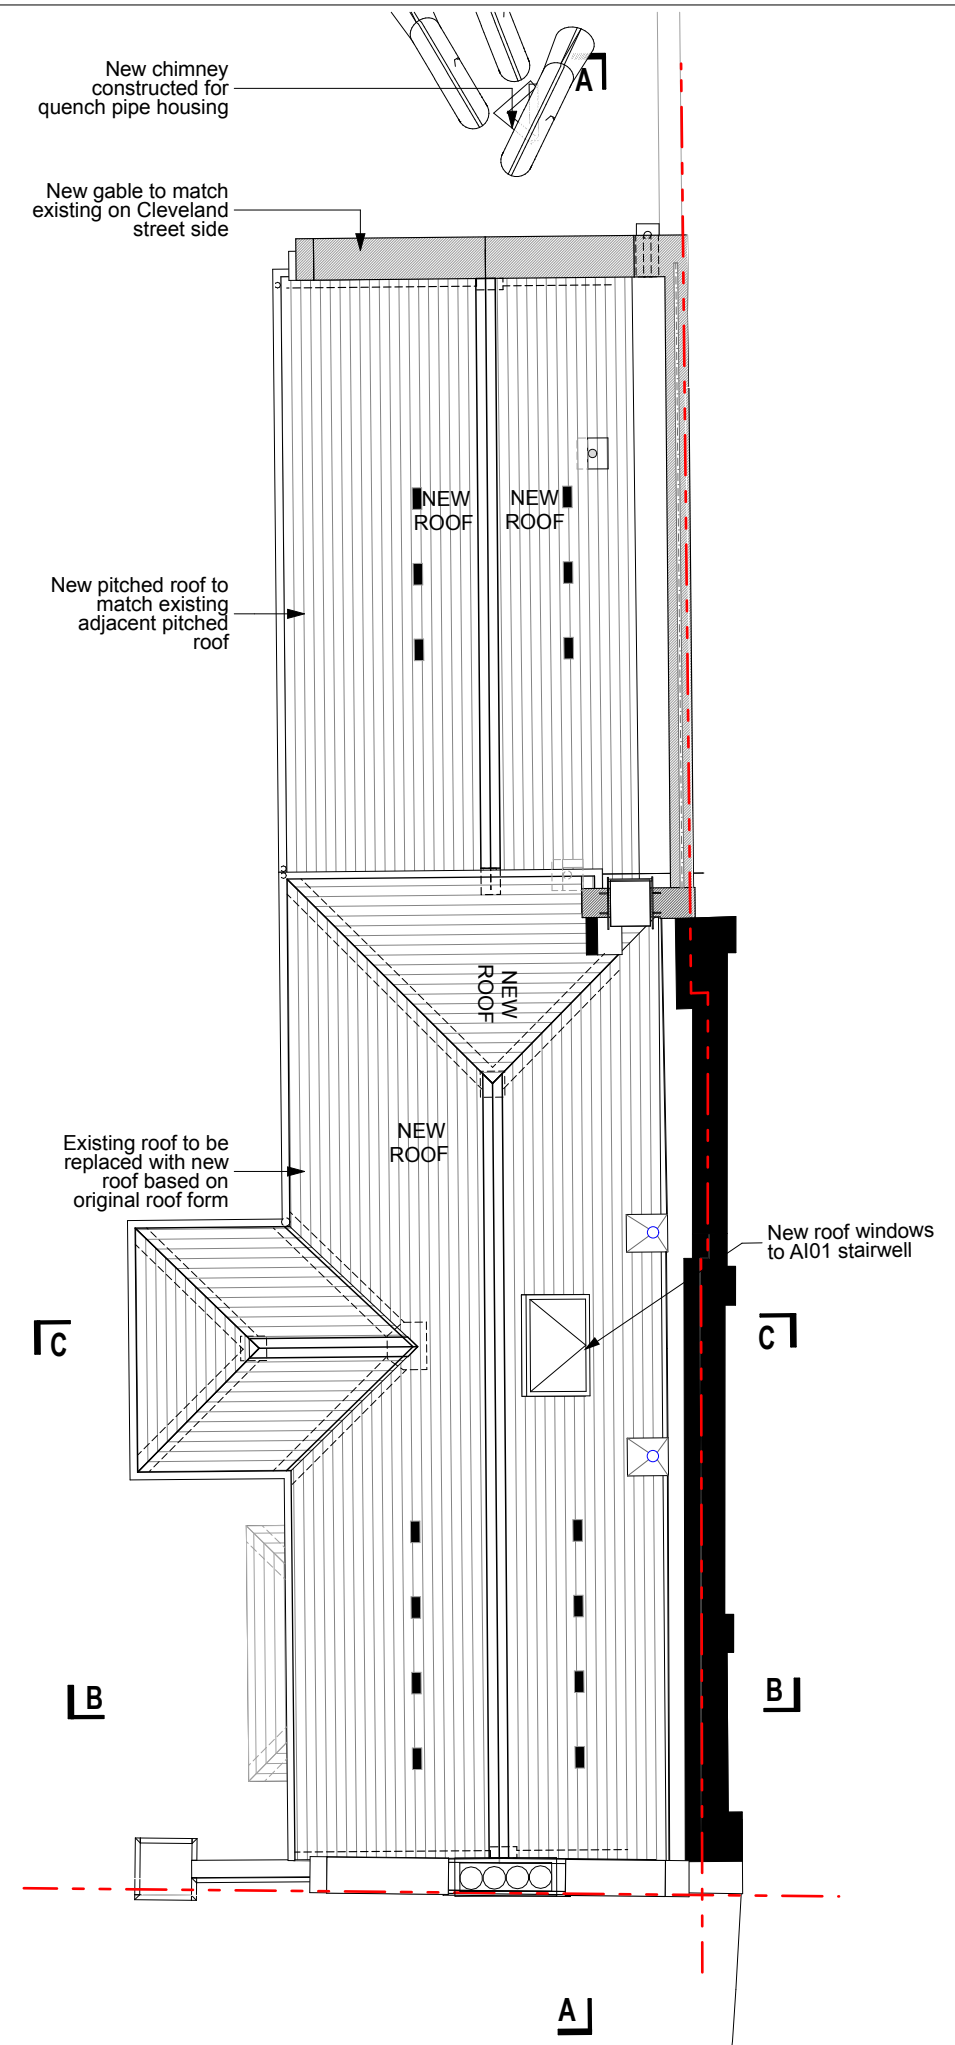 New chimney
constructed for
quench pipe housing
A
New gable to match
existing on Cleveland
street side
NEW
ROOF
NEW
ROOF
New pitched roof to
match existing
adjacent pitched
roof
NEW
ROOF
NEW
ROOF
Existing roof to be
replaced with new
roof based on
original roof form
New roof windows
to AI01 stairwell
C
C
B
B
A